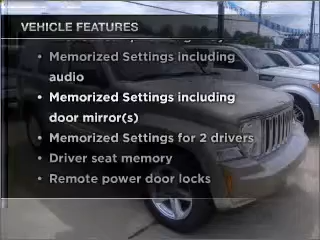 VEHICLE FEATURES
• Memorized Settings including
audio
• Memorized Settings including
door mirror(s)
• Memorized Settings for 2 drivers
• Driver seat memory
• Remote power door locks